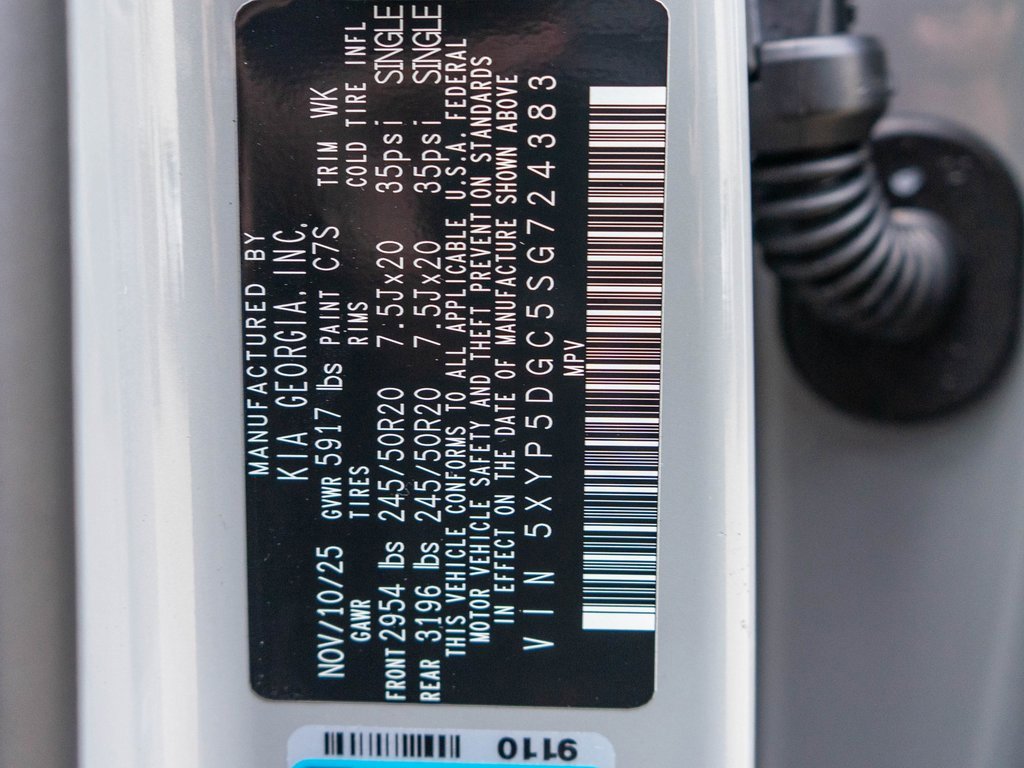 MANUFACTURED BY
KIA GEORGIA, INC.
NOV/10/25 GVWR 5917 lbs PAINT C7S TRIM WK
GAWR TIRES RIMS COLD TIRE INFL
FRONT 2954 lbs 245/50R20 7.5Jx20 35psi SINGLE
REAR 3196 lbs 245/50R20 7.5Jx20 35psi SINGLE
THIS VEHICLE CONFORMS TO ALL APPLICABLE U.S.A. FEDERAL
MOTOR VEHICLE SAFETY AND THEFT PREVENTION STANDARDS
IN EFFECT ON THE DATE OF MANUFACTURE SHOWN ABOVE
VIN 5XYP5DGC5SG724383
MPV
9110